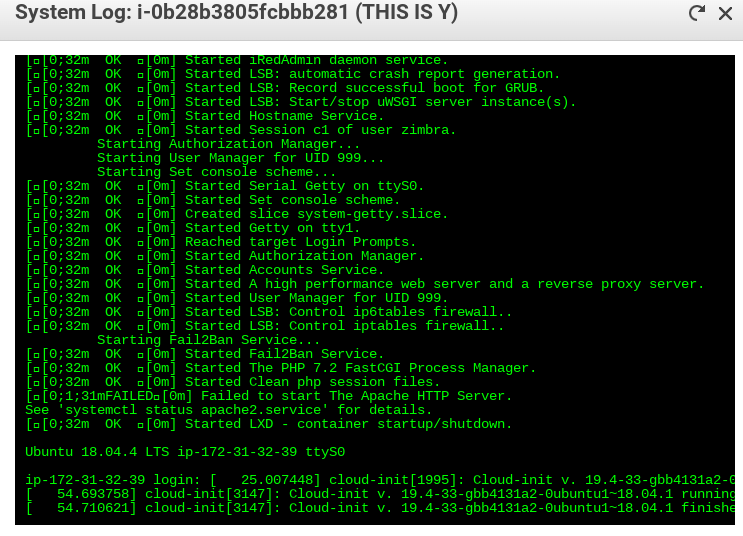 System Log: i-0b28b3805fcbbb281 (THIS IS Y)
[▯[0;32m  OK  ▯[0m] Started iRedAdmin daemon service.
[▯[0;32m  OK  ▯[0m] Started LSB: automatic crash report generation.
[▯[0;32m  OK  ▯[0m] Started LSB: Record successful boot for GRUB.
[▯[0;32m  OK  ▯[0m] Started LSB: Start/stop uWSGI server instance(s).
[▯[0;32m  OK  ▯[0m] Started Hostname Service.
[▯[0;32m  OK  ▯[0m] Started Session c1 of user zimbra.
         Starting Authorization Manager...
         Starting User Manager for UID 999...
         Starting Set console scheme...
[▯[0;32m  OK  ▯[0m] Started Serial Getty on ttyS0.
[▯[0;32m  OK  ▯[0m] Started Set console scheme.
[▯[0;32m  OK  ▯[0m] Created slice system-getty.slice.
[▯[0;32m  OK  ▯[0m] Started Getty on tty1.
[▯[0;32m  OK  ▯[0m] Reached target Login Prompts.
[▯[0;32m  OK  ▯[0m] Started Authorization Manager.
[▯[0;32m  OK  ▯[0m] Started Accounts Service.
[▯[0;32m  OK  ▯[0m] Started A high performance web server and a reverse proxy server.
[▯[0;32m  OK  ▯[0m] Started User Manager for UID 999.
[▯[0;32m  OK  ▯[0m] Started LSB: Control ip6tables firewall..
[▯[0;32m  OK  ▯[0m] Started LSB: Control iptables firewall..
         Starting Fail2Ban Service...
[▯[0;32m  OK  ▯[0m] Started Fail2Ban Service.
[▯[0;32m  OK  ▯[0m] Started The PHP 7.2 FastCGI Process Manager.
[▯[0;32m  OK  ▯[0m] Started Clean php session files.
[▯[0;1;31mFAILED▯[0m] Failed to start The Apache HTTP Server.
See 'systemctl status apache2.service' for details.
[▯[0;32m  OK  ▯[0m] Started LXD - container startup/shutdown.
Ubuntu 18.04.4 LTS ip-172-31-32-39 ttyS0
ip-172-31-32-39 login: [   25.007448] cloud-init[1995]: Cloud-init v. 19.4-33-gbb4131a2-0
[   54.693758] cloud-init[3147]: Cloud-init v. 19.4-33-gbb4131a2-0ubuntu1~18.04.1 running
[   54.710621] cloud-init[3147]: Cloud-init v. 19.4-33-gbb4131a2-0ubuntu1~18.04.1 finishe